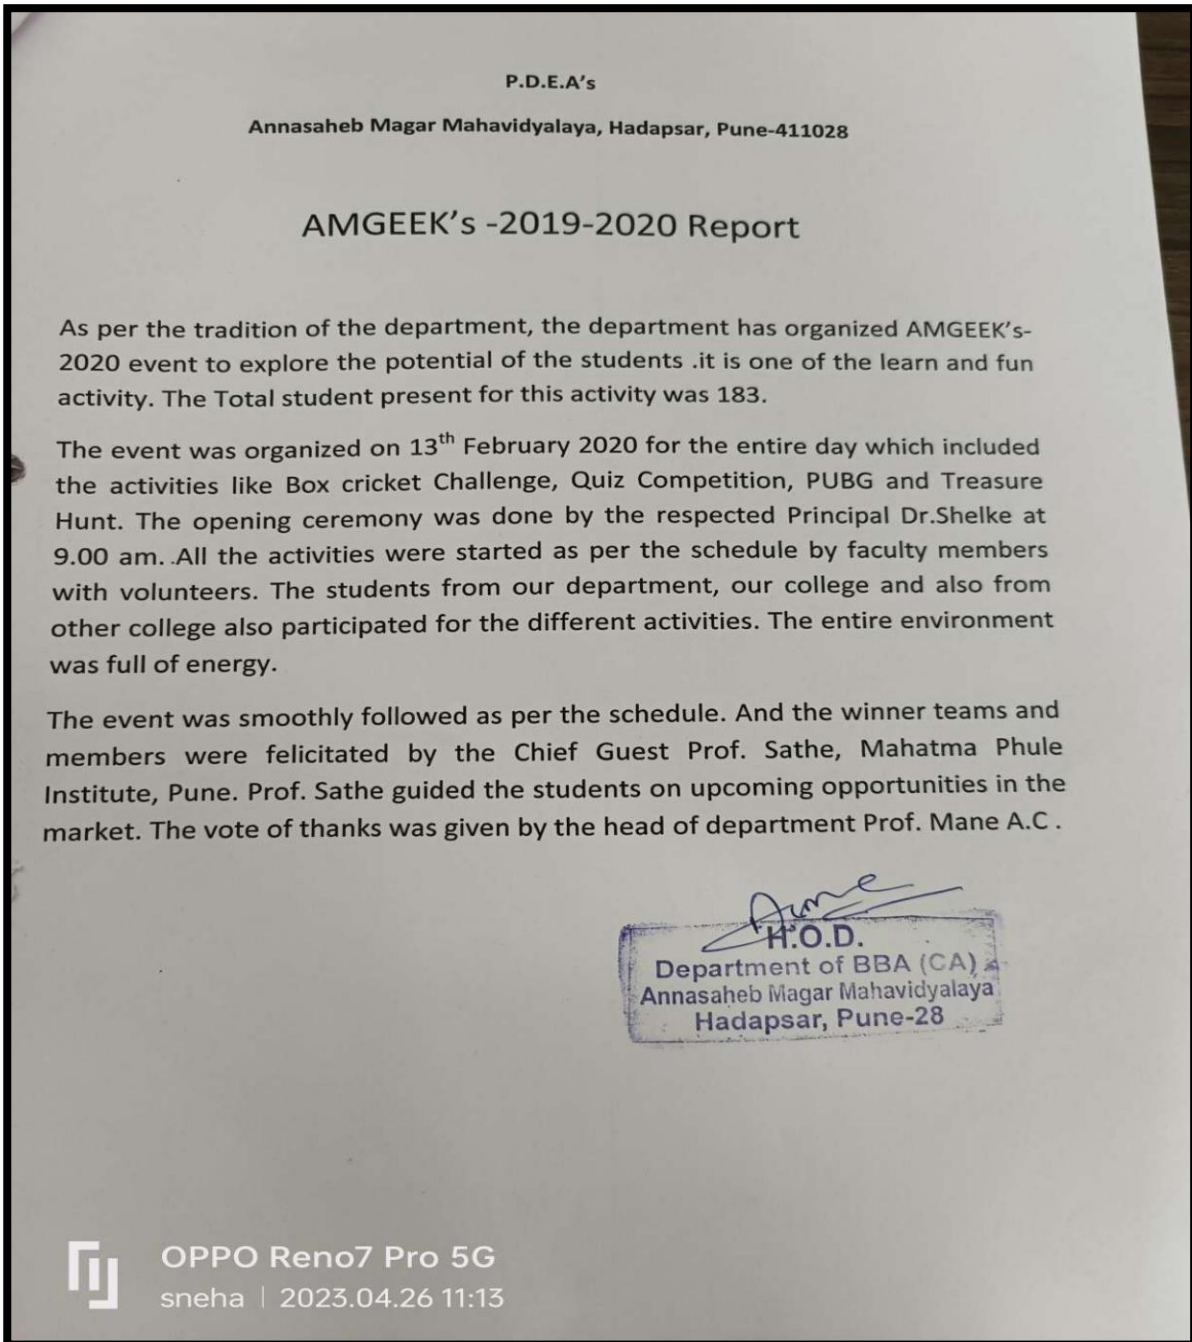 P.D.E.A's
Annasaheb Magar Mahavidyalaya, Hadapsar, Pune-411028
AMGEEK's -2019-2020 Report
As per the tradition of the department, the department has organized AMGEEK's-
2020 event to explore the potential of the students .it is one of the learn and fun
activity. The Total student present for this activity was 183.
The event was organized on 13th February 2020 for the entire day which included
the activities like Box cricket Challenge, Quiz Competition, PUBG and Treasure
Hunt. The opening ceremony was done by the respected Principal Dr.Shelke at
9.00 am. .All the activities were started as per the schedule by faculty members
with volunteers. The students from our department, our college and also from
other college also participated for the different activities. The entire environment
was full of energy.
The event was smoothly followed as per the schedule. And the winner teams and
members were felicitated by the Chief Guest Prof. Sathe, Mahatma Phule
Institute, Pune. Prof. Sathe guided the students on upcoming opportunities in the
market. The vote of thanks was given by the head of department Prof. Mane A.C .
H.O.D.
Department of BBA (CA)
Annasaheb Magar Mahavidyalaya
Hadapsar, Pune-28
OPPO Reno7 Pro 5G
sneha | 2023.04.26 11:13